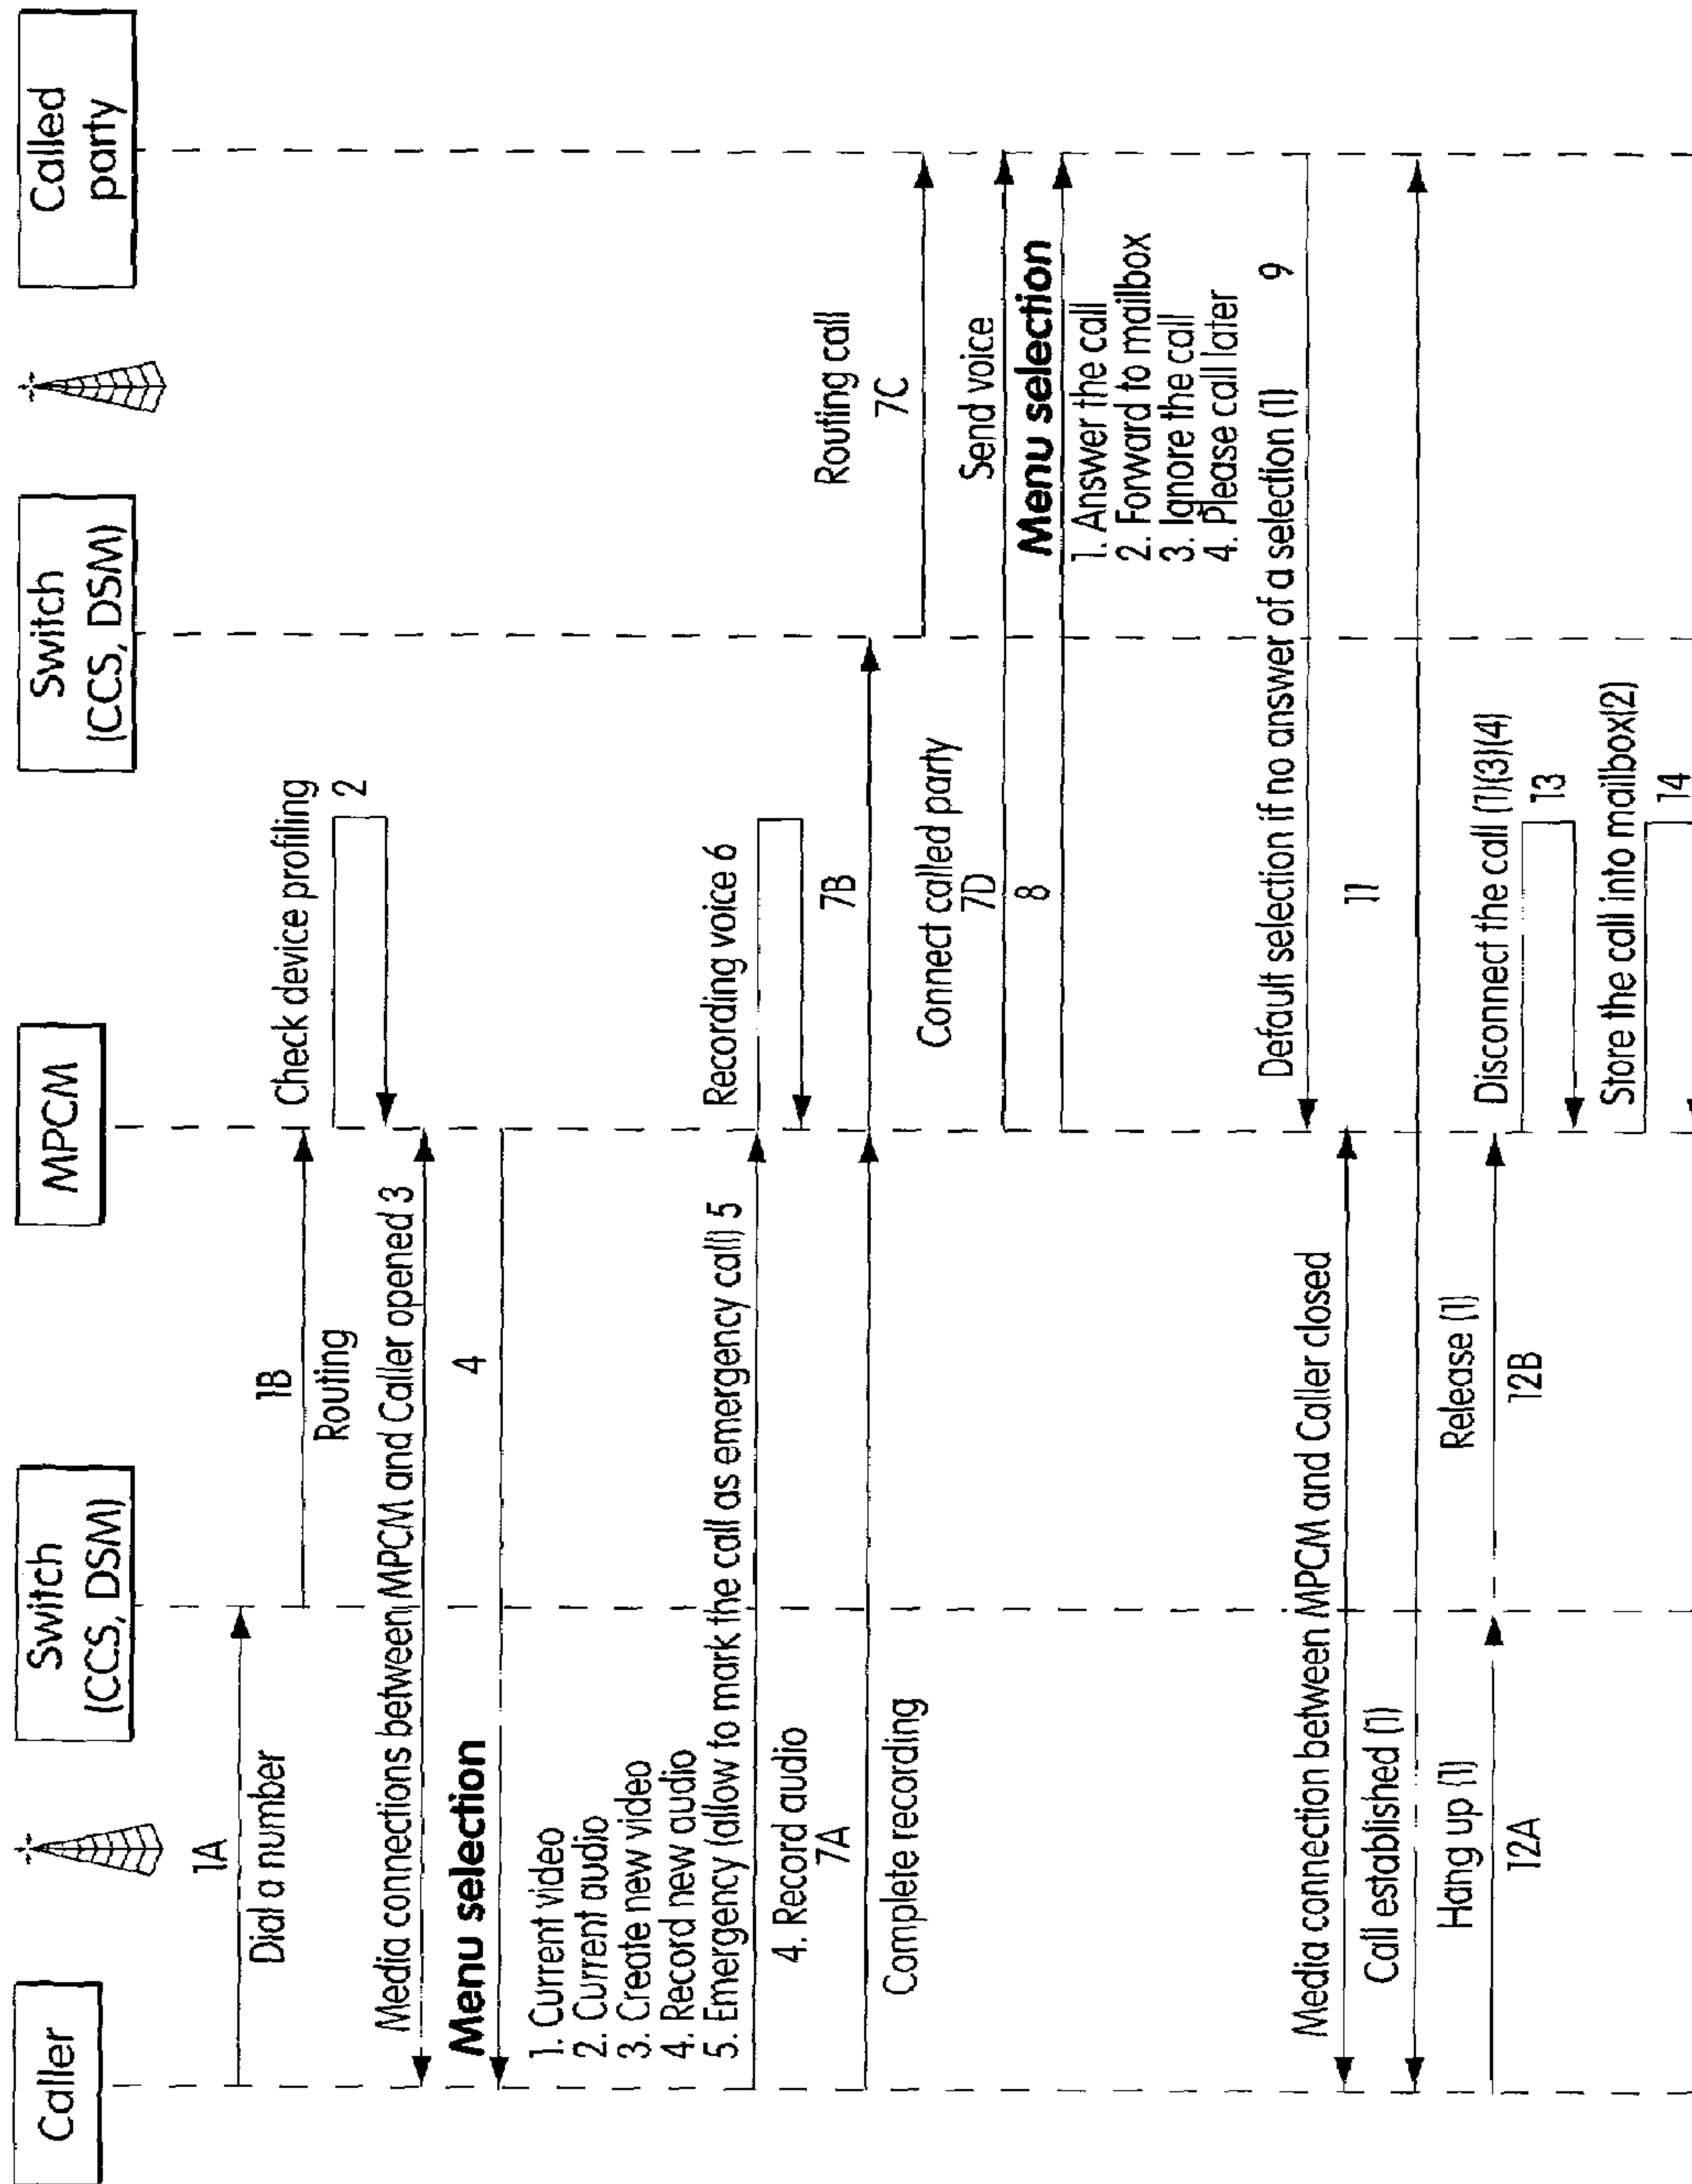 Caller
Switch
(CCS, DSM)
MPCM
Switch
(CCS, DSM)
Called
party
1A
Dial a number
1B
Routing
Check device profiling
2
Media connections between MPCM and Caller opened 3
Menu selection
4
1. Current video
2. Current audio
3. Create new video
4. Record new audio
5. Emergency (allow to mark the call as emergency call) 5
Recording voice 6
4. Record audio
7A
Complete recording
7B
Routing call
7C
Connect called party
7D
Send voice
8
Menu selection
1. Answer the call
2. Forward to mailbox
3. Ignore the call
4. Please call later
Default selection if no answer of a selection (1)
9
Media connection between MPCM and Caller closed
Call established (1)
11
Hang up (1)
12A
Release (1)
12B
Disconnect the call (1)(3)(4)
13
Store the call into mailbox(2)
14